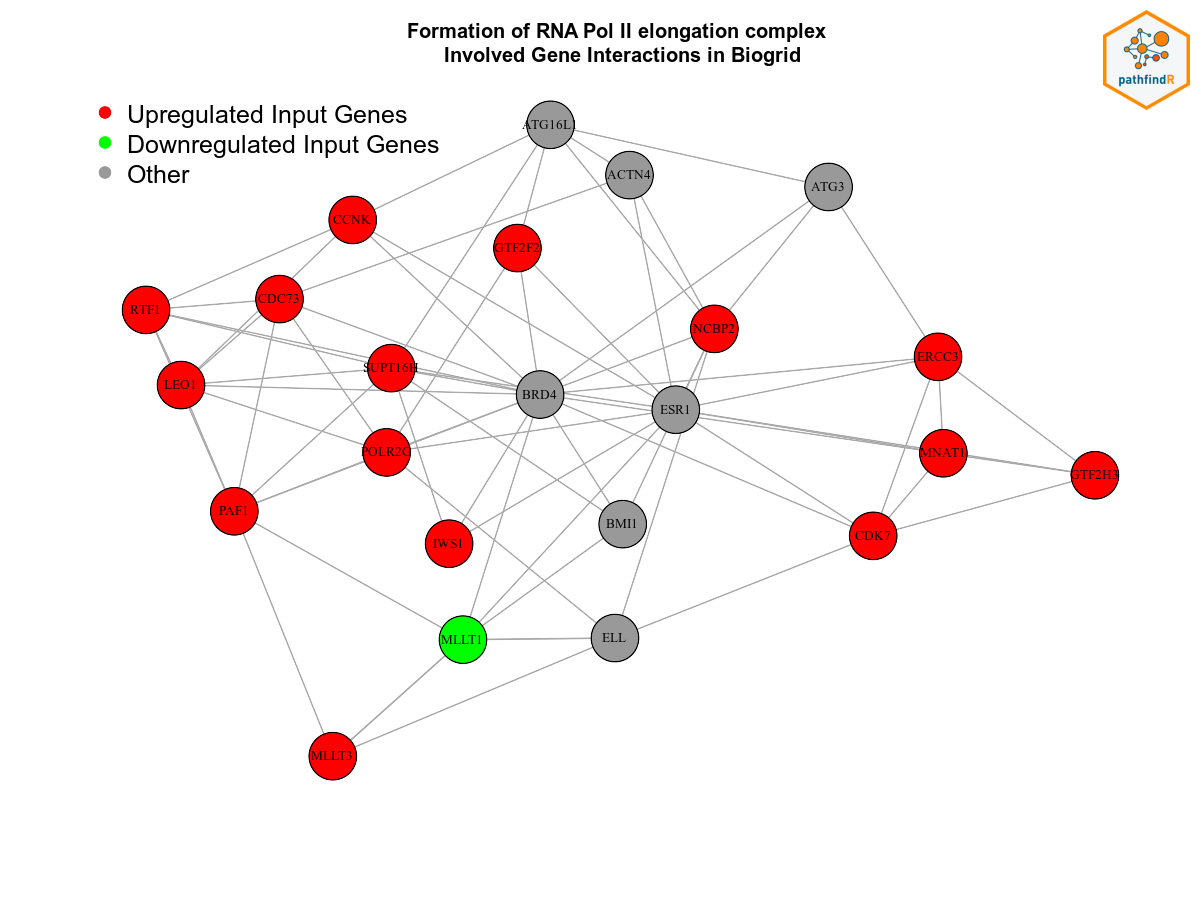 Formation of RNA Pol II elongation complex
Involved Gene Interactions in Biogrid
pathfindR
Upregulated Input Genes
Downregulated Input Genes
Other
ATG16L
ACTN4
ATG3
CCNK
GTF2F2
CDC73
RTF1
NCBP2
ERCC3
SUPT16H
LEO1
BRD4
ESR1
POLR2G
MNAT1
GTF2H3
PAF1
BMI1
CDK7
IWS1
MLLT1
ELL
MLLT3